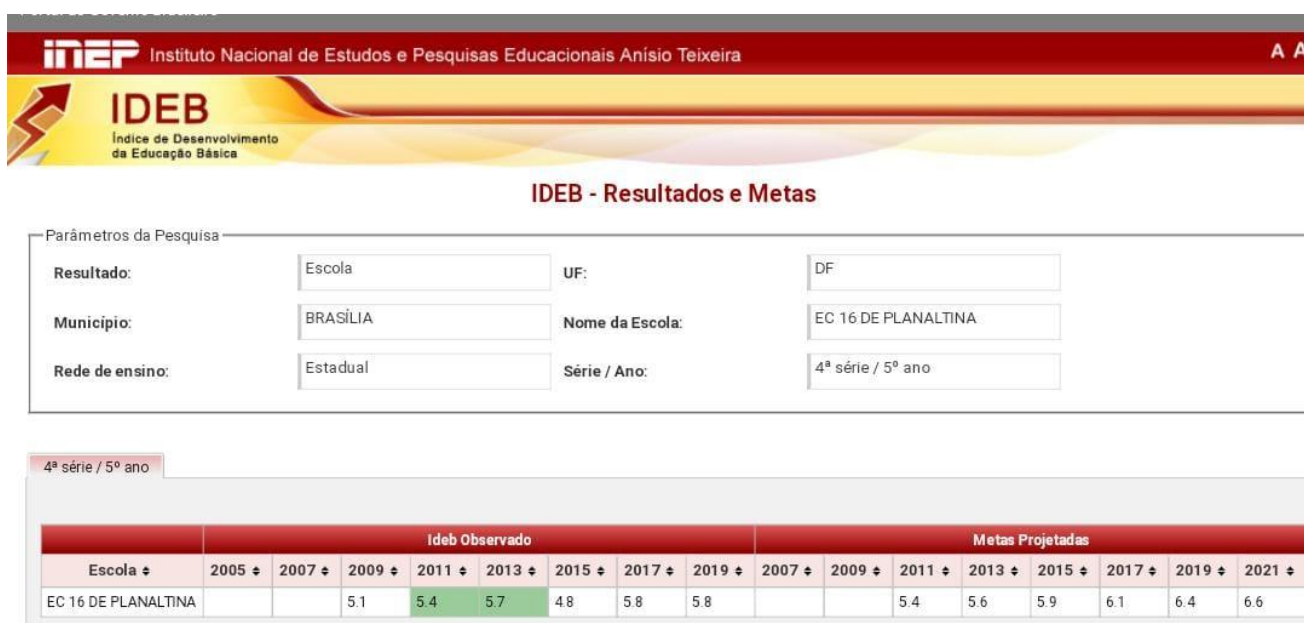 inep Instituto Nacional de Estudos e Pesquisas Educacionais Anísio Teixeira A A
IDEB
Índice de Desenvolvimento
da Educação Básica
IDEB - Resultados e Metas
Parâmetros da Pesquisa
Resultado: Escola UF: DF
Município: BRASÍLIA Nome da Escola: EC 16 DE PLANALTINA
Rede de ensino: Estadual Série / Ano: 4ª série / 5º ano
4ª série / 5º ano
Ideb Observado Metas Projetadas
Escola 2005 2007 2009 2011 2013 2015 2017 2019 2007 2009 2011 2013 2015 2017 2019 2021
EC 16 DE PLANALTINA 5.1 5.4 5.7 4.8 5.8 5.8 5.4 5.6 5.9 6.1 6.4 6.6